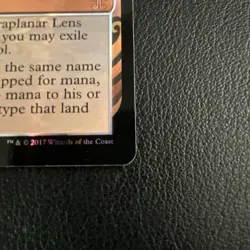 raplanar Lens
you may exile
ol.
the same name
pped for mana,
e mana to his or
type that land
™ & © 2017 Wizards of the Coast